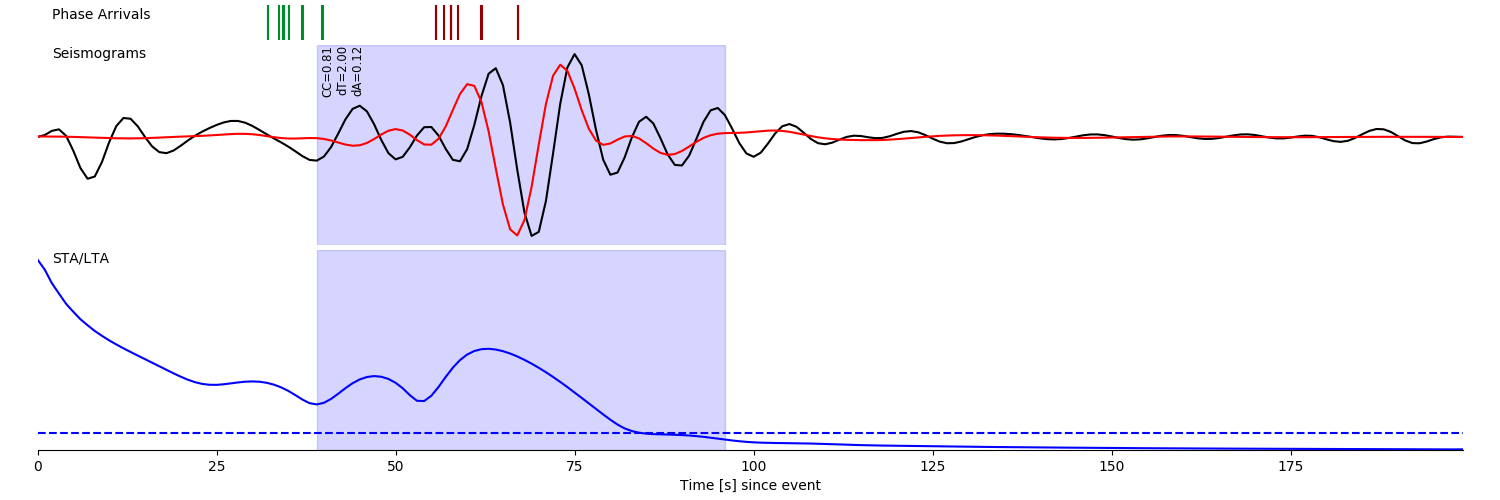 Phase Arrivals
Seismograms
CC=0.81
dT=2.00
dA=0.12
STA/LTA
0 25 50 75 100 125 150 175
Time [s] since event